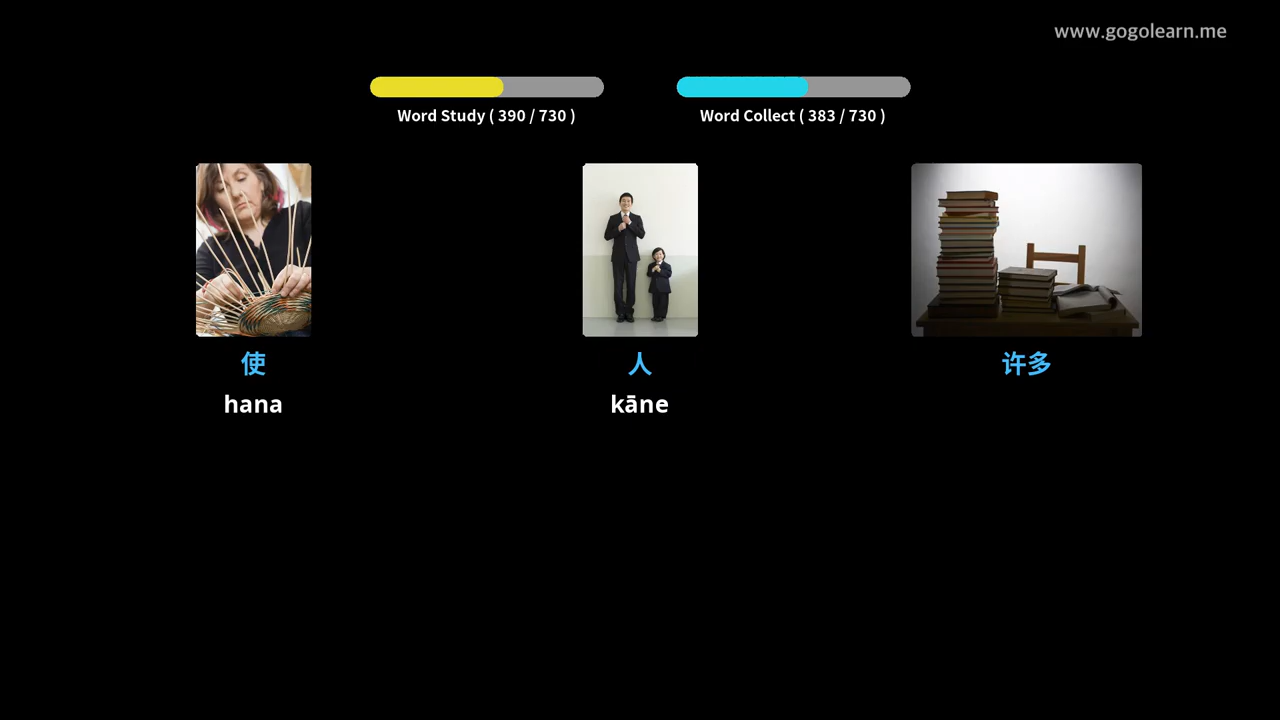 www.gogolearn.me
Word Study ( 390 / 730 )
Word Collect ( 383 / 730 )
使
人
许多
hana
kāne